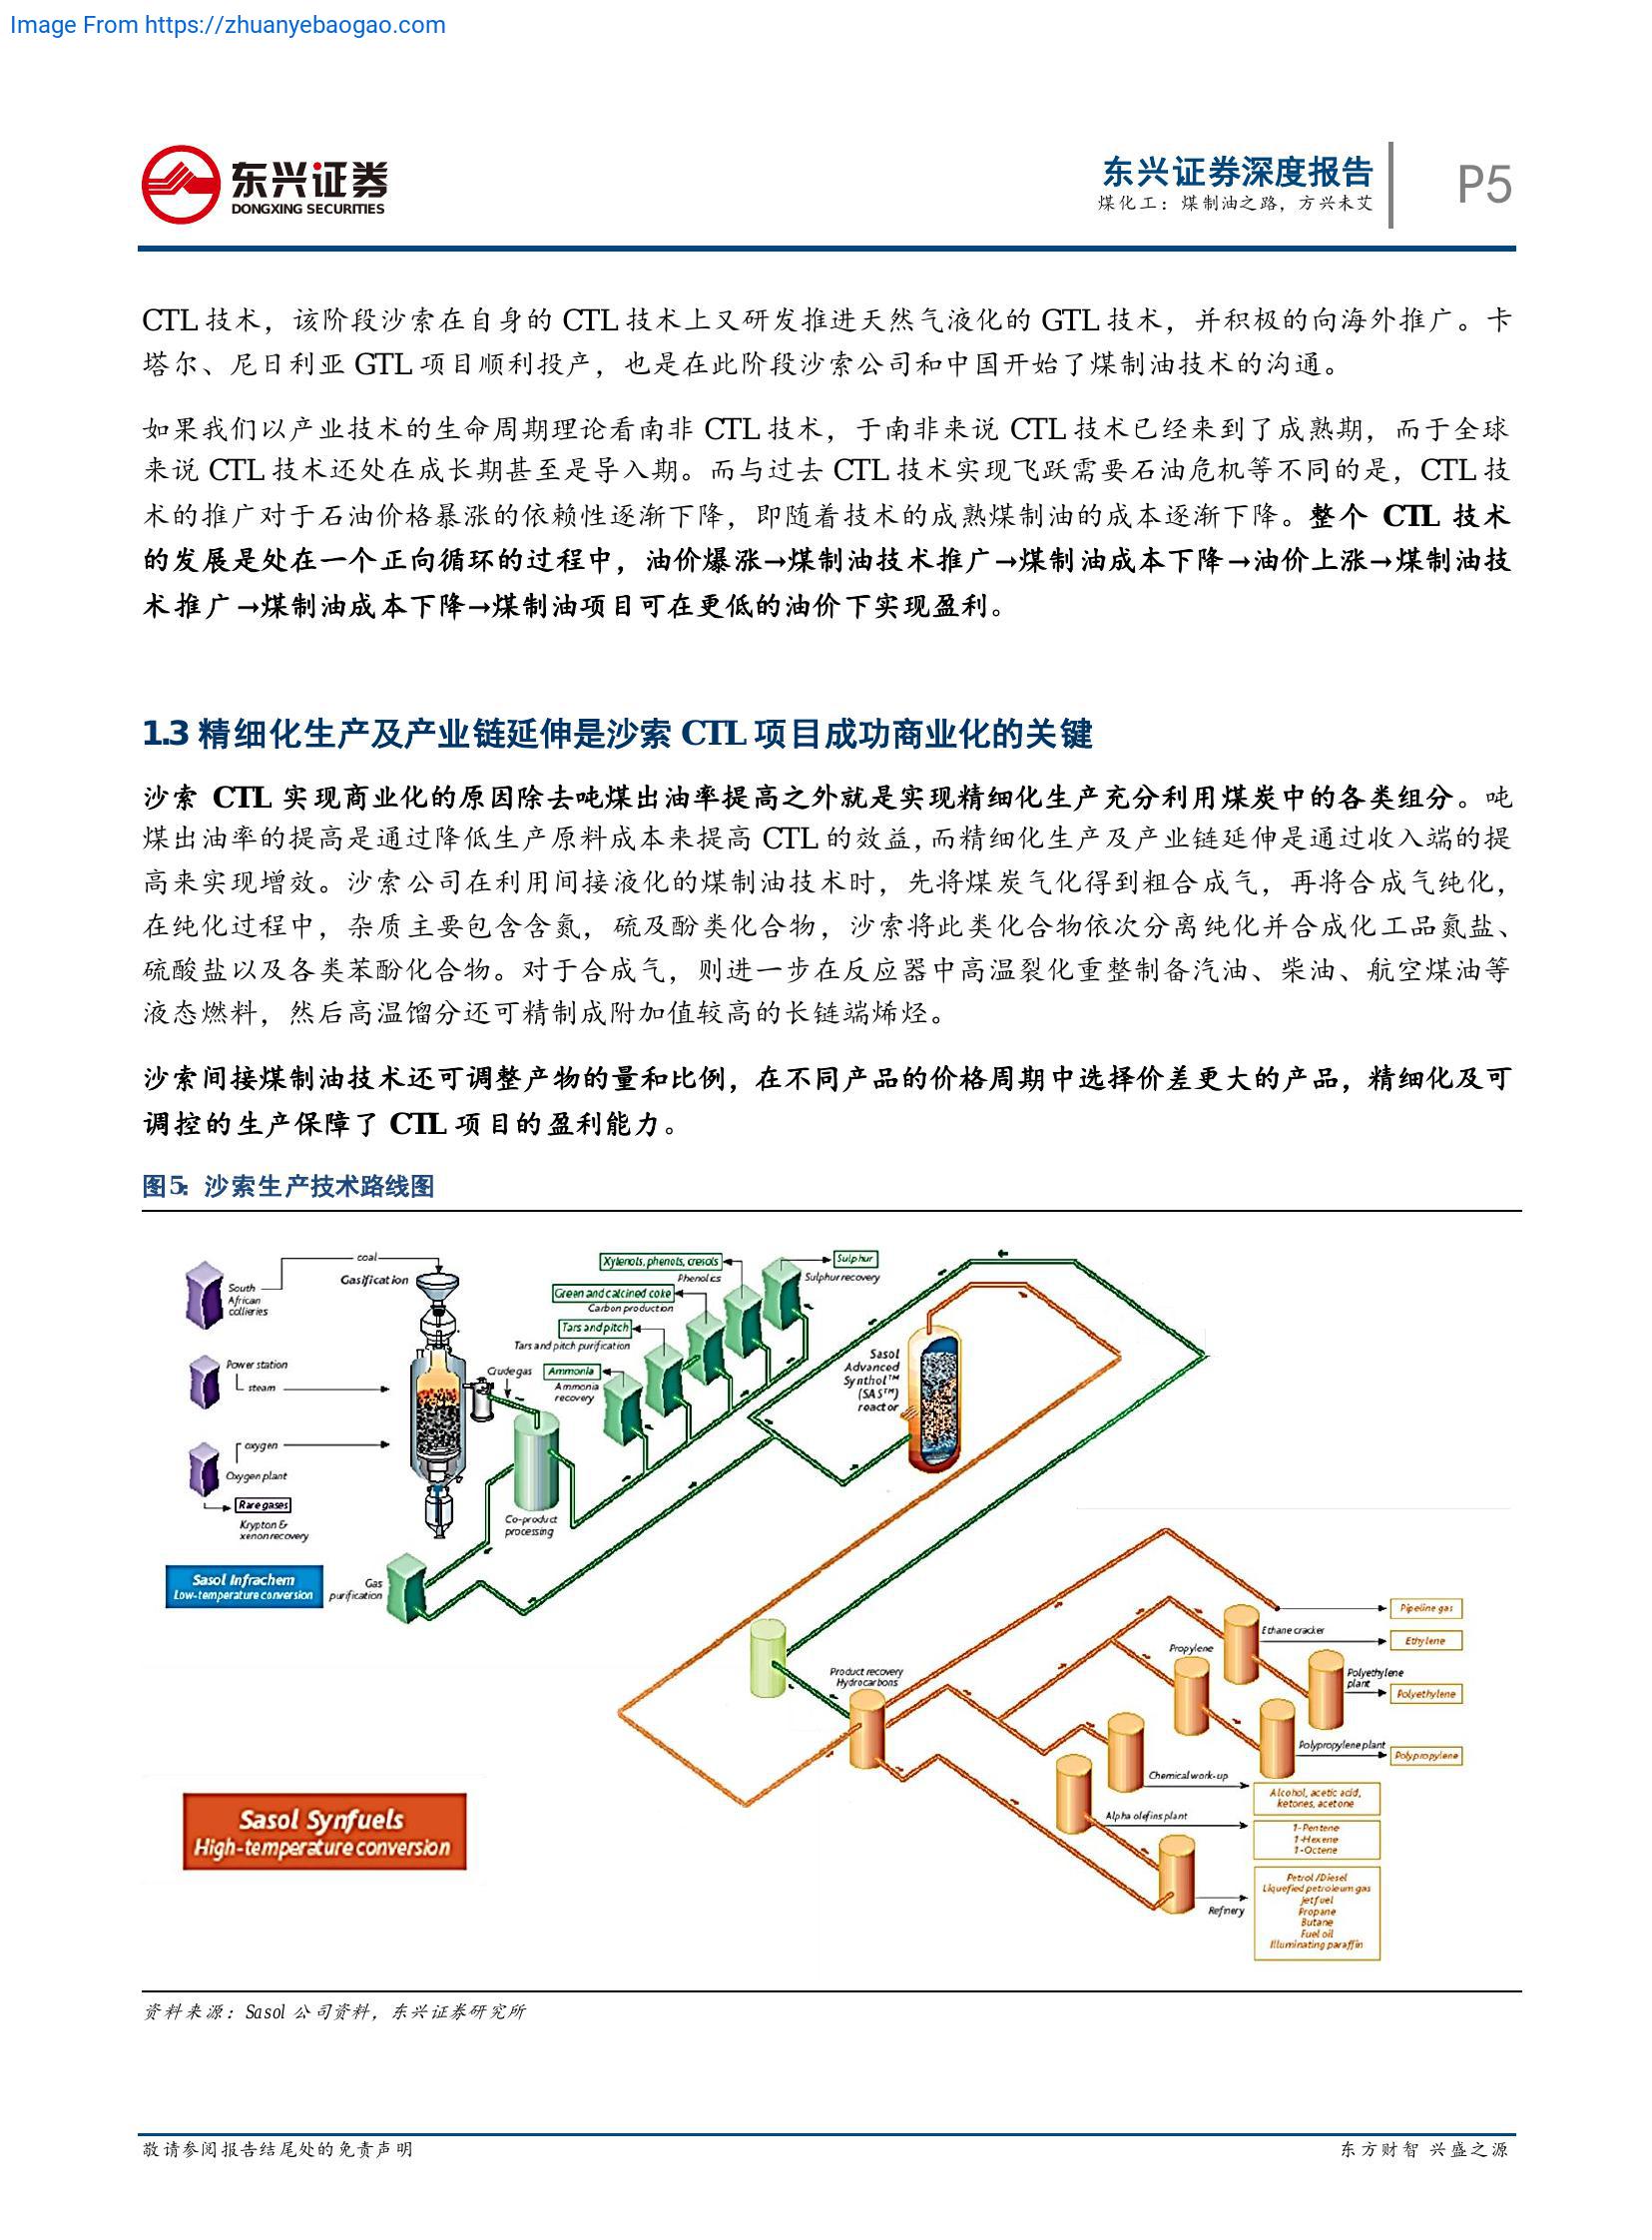 Image From https://zhuanyebaogao.com
东兴证券
DONGXING SECURITIES
东兴证券深度报告
煤化工：煤制油之路，方兴未艾
P5
CTL 技术，该阶段沙索在自身的 CTL 技术上又研发推进天然气液化的 GTL 技术，并积极的向海外推广。卡
塔尔、尼日利亚 GTL 项目顺利投产，也是在此阶段沙索公司和中国开始了煤制油技术的沟通。
如果我们以产业技术的生命周期理论看南非 CTL 技术，于南非来说 CTL 技术已经来到了成熟期，而于全球
来说 CTL 技术还处在成长期甚至是导入期。而与过去 CTL 技术实现飞跃需要石油危机等不同的是，CTL 技
术的推广对于石油价格暴涨的依赖性逐渐下降，即随着技术的成熟煤制油的成本逐渐下降。整个 CTL 技术
的发展是处在一个正向循环的过程中，油价爆涨→煤制油技术推广→煤制油成本下降→油价上涨→煤制油技
术推广→煤制油成本下降→煤制油项目可在更低的油价下实现盈利。
1.3 精细化生产及产业链延伸是沙索 CTL 项目成功商业化的关键
沙索 CTL 实现商业化的原因除去吨煤出油率提高之外就是实现精细化生产充分利用煤炭中的各类组分。吨
煤出油率的提高是通过降低生产原料成本来提高 CTL 的效益，而精细化生产及产业链延伸是通过收入端的提
高来实现增效。沙索公司在利用间接液化的煤制油技术时，先将煤炭气化得到粗合成气，再将合成气纯化，
在纯化过程中，杂质主要包含含氮，硫及酚类化合物，沙索将此类化合物依次分离纯化并合成化工品氮盐、
硫酸盐以及各类苯酚化合物。对于合成气，则进一步在反应器中高温裂化重整制备汽油、柴油、航空煤油等
液态燃料，然后高温馏分还可精制成附加值较高的长链端烯烃。
沙索间接煤制油技术还可调整产物的量和比例，在不同产品的价格周期中选择价差更大的产品，精细化及可
调控的生产保障了 CTL 项目的盈利能力。
图5：沙索生产技术路线图
coal
Gasification
South
African
collieries
Power station
steam
oxygen
Oxygen plant
Rare gases
Krypton &
xenon recovery
Sasol Infrachem
Low-temperature conversion
Gas
purification
Crude gas
Co-product
processing
Xylenols, phenols, cresols
Phenolics
Green and calcined coke
Carbon production
Tars and pitch
Tars and pitch purification
Ammonia
Ammonia
recovery
Sulphur
Sulphur recovery
Sasol
Advanced
Synthol™
(SAS™)
reactor
Product recovery
Hydrocarbons
Pipeline gas
Ethane cracker
Ethylene
Propylene
Polyethylene
plant
Polyethylene
Polypropylene plant
Polypropylene
Chemical work-up
Alcohol, acetic acid,
ketones, acetone
Alpha olefins plant
1-Pentene
1-Hexene
1-Octene
Refinery
Petrol /Diesel
Liquefied petroleum gas
Jet fuel
Propane
Butane
Fuel oil
Illuminating paraffin
Sasol Synfuels
High-temperature conversion
资料来源：Sasol 公司资料，东兴证券研究所
敬请参阅报告结尾处的免责声明
东方财智 兴盛之源